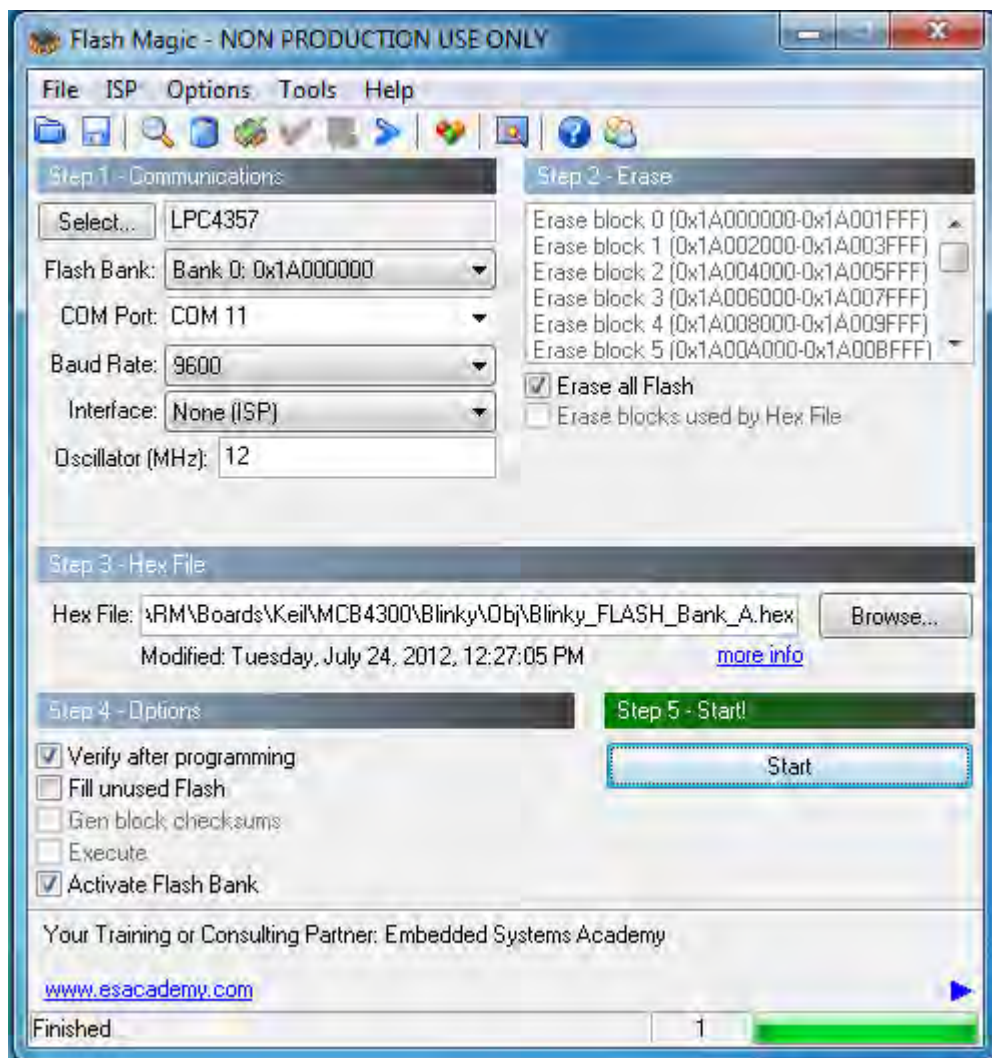 Flash Magic - NON PRODUCTION USE ONLY
File ISP Options Tools Help
Step 1 - Communications
Select... LPC4357
Flash Bank: Bank 0: 0x1A000000
COM Port: COM 11
Baud Rate: 9600
Interface: None (ISP)
Oscillator (MHz): 12
Step 2 - Erase
Erase block 0 (0x1A000000-0x1A001FFF)
Erase block 1 (0x1A002000-0x1A003FFF)
Erase block 2 (0x1A004000-0x1A005FFF)
Erase block 3 (0x1A006000-0x1A007FFF)
Erase block 4 (0x1A008000-0x1A009FFF)
Erase block 5 (0x1A00A000-0x1A00BFFF)
Erase all Flash
Erase blocks used by Hex File
Step 3 - Hex File
Hex File: \RM\Boards\Keil\MCB4300\Blinky\Obj\Blinky_FLASH_Bank_A.hex Browse...
Modified: Tuesday, July 24, 2012, 12:27:05 PM more info
Step 4 - Options
Verify after programming
Fill unused Flash
Gen block checksums
Execute
Activate Flash Bank
Step 5 - Start!
Start
Your Training or Consulting Partner: Embedded Systems Academy
www.esacademy.com
Finished 1